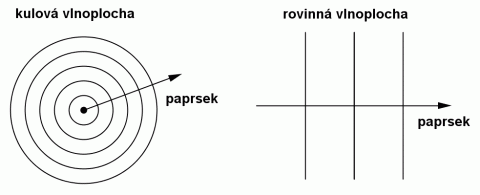 kulová vlnoplocha
rovinná vlnoplocha
paprsek
paprsek